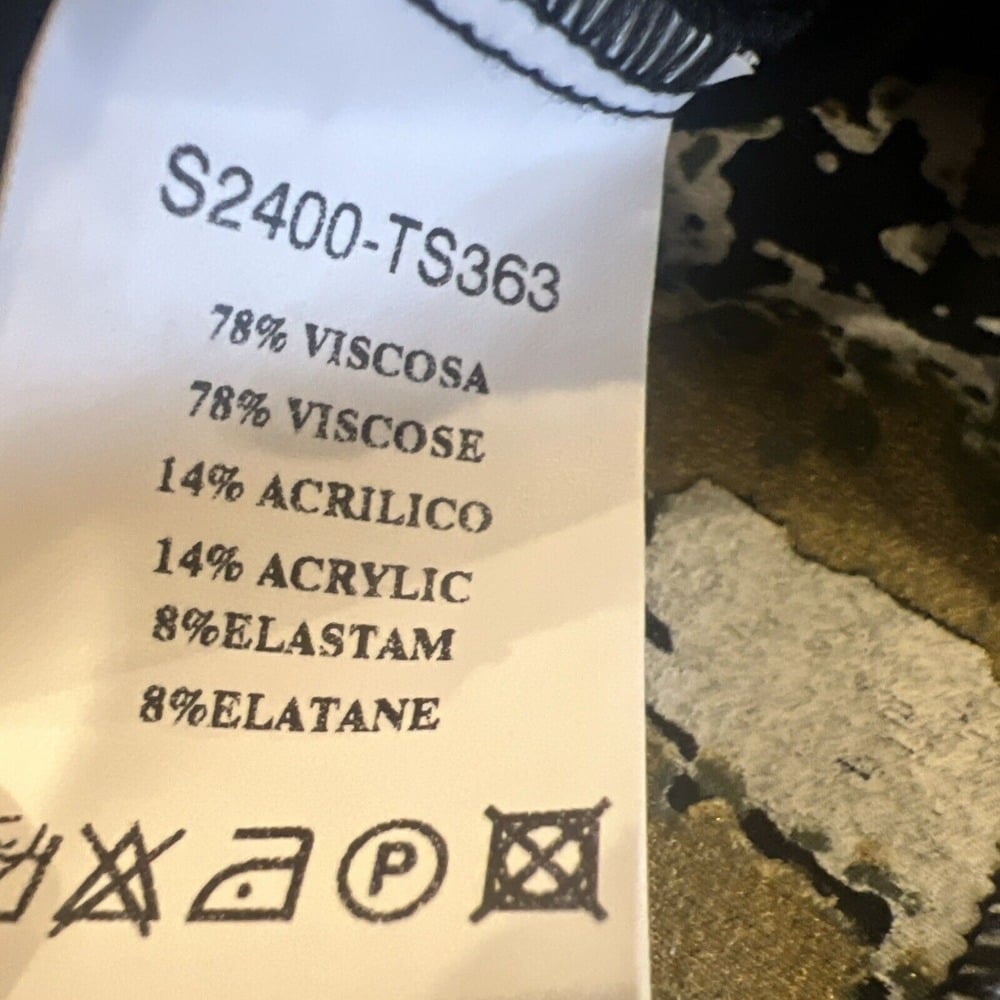 S2400-TS363
78% VISCOSA
78% VISCOSE
14% ACRILICO
14% ACRYLIC
8%ELASTAM
8%ELATANE
P